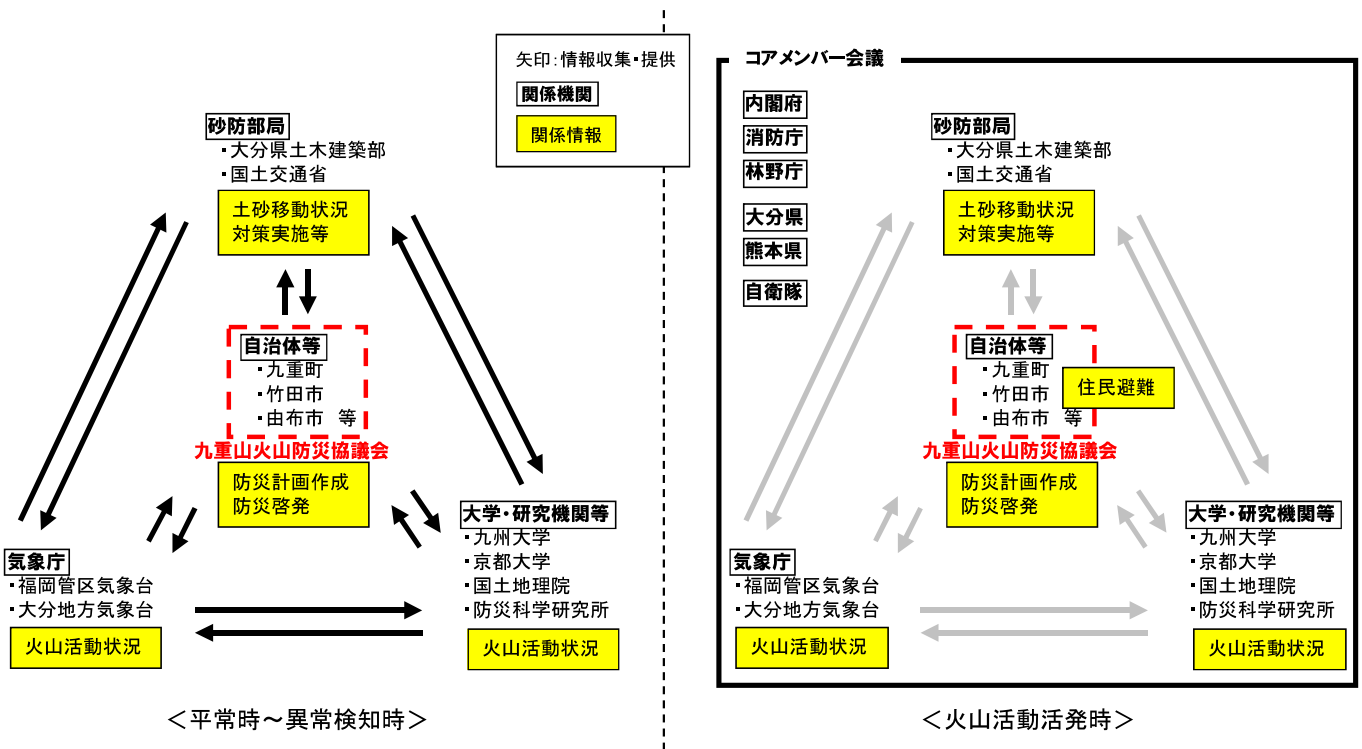 矢印:情報収集・提供
関係機関
関係情報
砂防部局
・大分県土木建築部
・国土交通省
土砂移動状況
対策実施等
自治体等
・九重町
・竹田市
・由布市 等
九重山火山防災協議会
防災計画作成
防災啓発
気象庁
・福岡管区気象台
・大分地方気象台
火山活動状況
大学・研究機関等
・九州大学
・京都大学
・国土地理院
・防災科学研究所
火山活動状況
<平常時~異常検知時>
コアメンバー会議
内閣府
消防庁
林野庁
大分県
熊本県
自衛隊
砂防部局
・大分県土木建築部
・国土交通省
土砂移動状況
対策実施等
自治体等
・九重町
・竹田市
・由布市 等
住民避難
九重山火山防災協議会
防災計画作成
防災啓発
気象庁
・福岡管区気象台
・大分地方気象台
火山活動状況
大学・研究機関等
・九州大学
・京都大学
・国土地理院
・防災科学研究所
火山活動状況
<火山活動活発時>